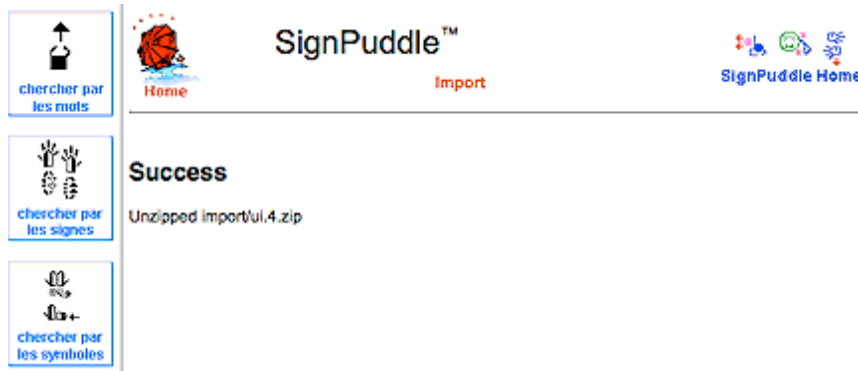 chercher par
les mots
chercher par
les signes
chercher par
les symboles
Home
SignPuddle™
Import
SignPuddle Home
Success
Unzipped import/ui.4.zip